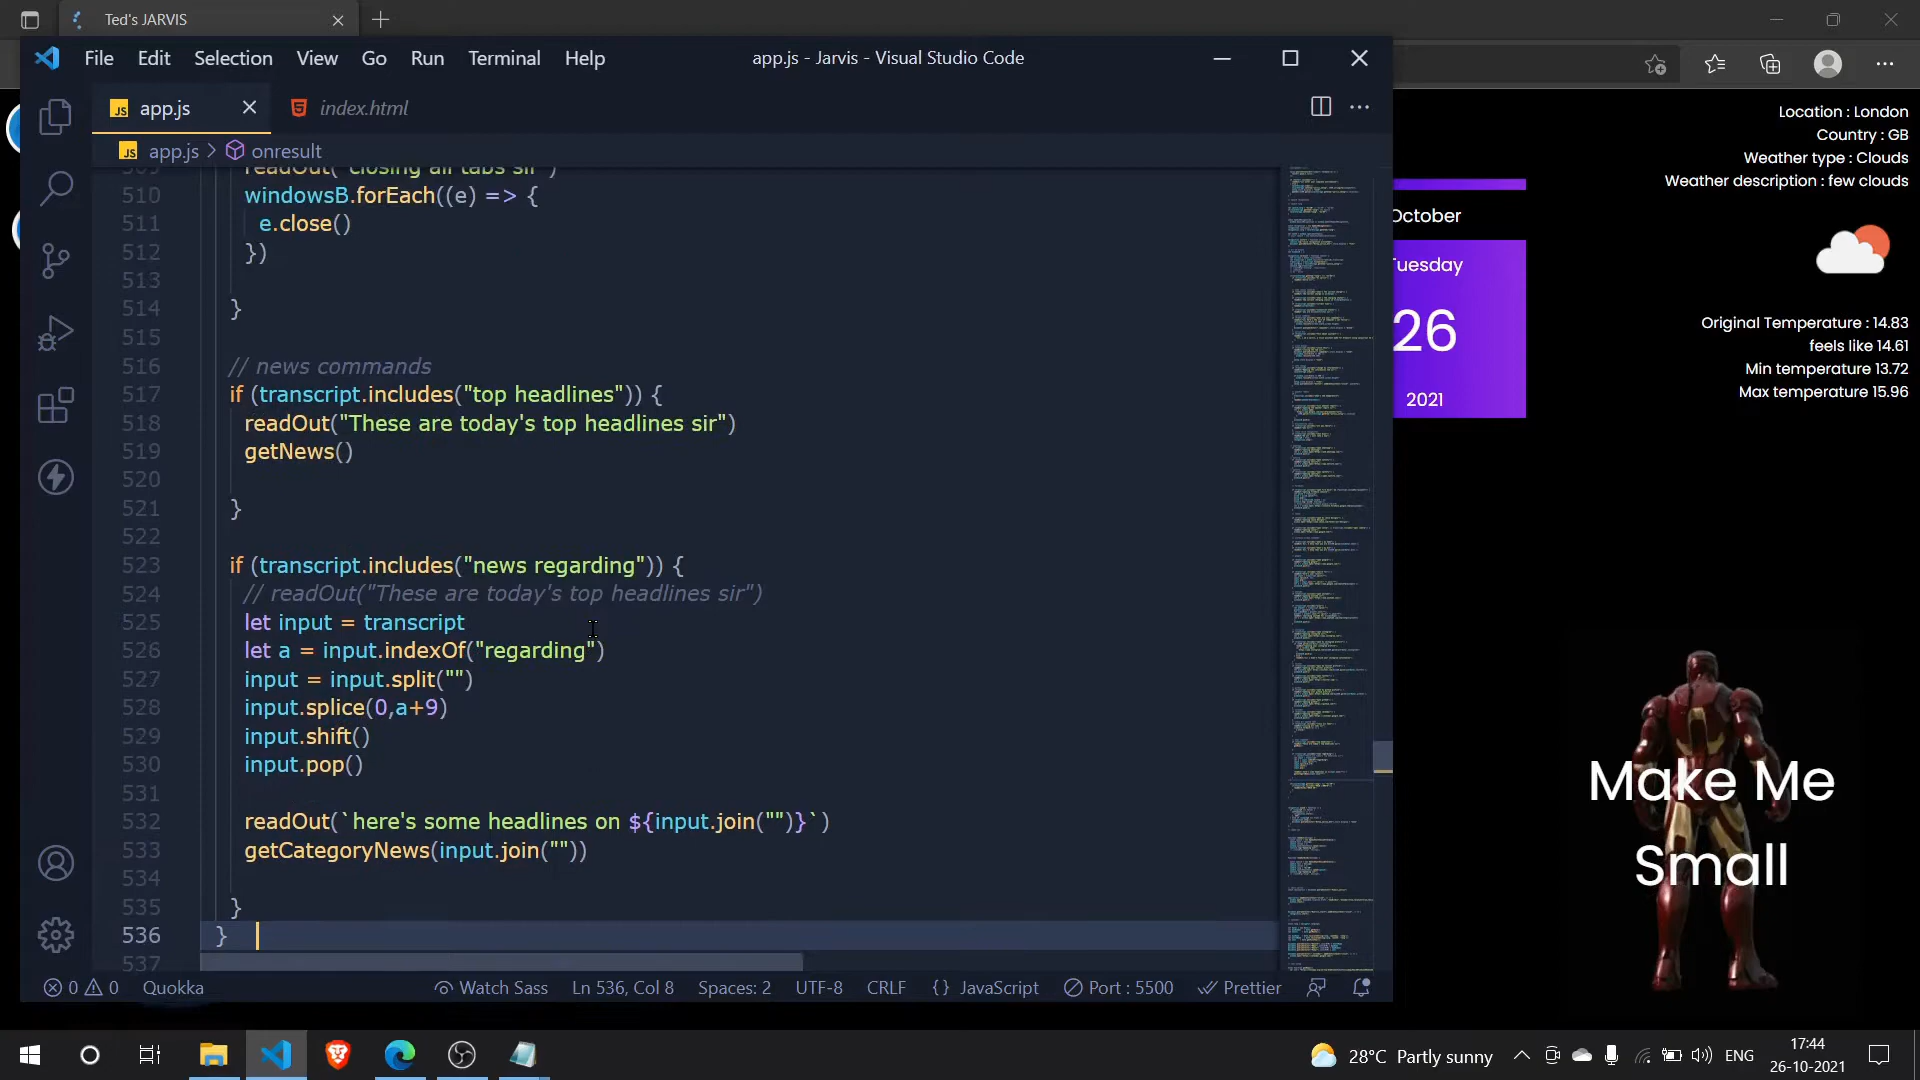 Ted's JARVIS
File Edit Selection View Go Run Terminal Help app.js - Jarvis - Visual Studio Code
app.js index.html
app.js > onresult
readOut("closing all tabs sir")
510 windowsB.forEach((e) => {
511 e.close()
512 })
513
514 }
515
516 // news commands
517 if (transcript.includes("top headlines")) {
518 readOut("These are today's top headlines sir")
519 getNews()
520
521 }
522
523 if (transcript.includes("news regarding")) {
524 // readOut("These are today's top headlines sir")
525 let input = transcript
526 let a = input.indexOf("regarding")
527 input = input.split("")
528 input.splice(0,a+9)
529 input.shift()
530 input.pop()
531
532 readOut(`here's some headlines on ${input.join("")}`)
533 getCategoryNews(input.join(""))
534
535 }
536 }
537
0 0 Quokka Watch Sass Ln 536, Col 8 Spaces: 2 UTF-8 CRLF {} JavaScript Port : 5500 Prettier
Location : London
Country : GB
Weather type : Clouds
Weather description : few clouds
October
Tuesday
26
2021
Original Temperature : 14.83
feels like 14.61
Min temperature 13.72
Max temperature 15.96
Make Me
Small
28°C Partly sunny ENG 17:44
26-10-2021